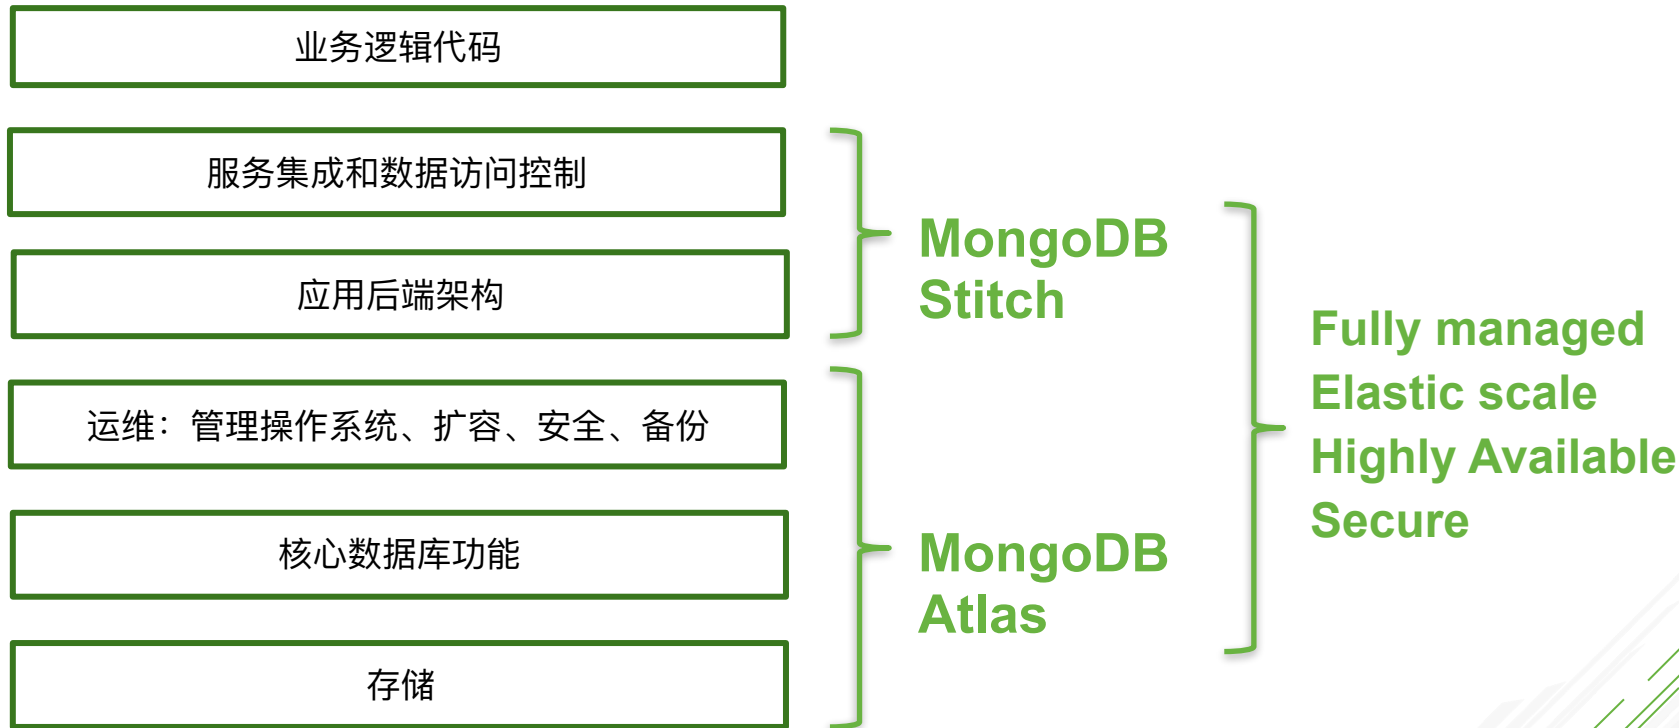 业务逻辑代码
服务集成和数据访问控制
应用后端架构
运维：管理操作系统、扩容、安全、备份
核心数据库功能
存储
MongoDB
Stitch
MongoDB
Atlas
Fully managed
Elastic scale
Highly Available
Secure